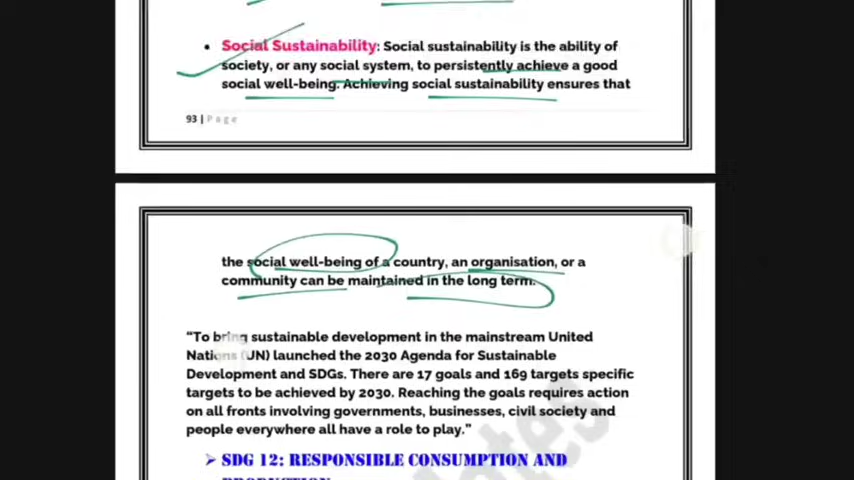 • Social Sustainability: Social sustainability is the ability of
society, or any social system, to persistently achieve a good
social well-being. Achieving social sustainability ensures that
93 | Page
the social well-being of a country, an organisation, or a
community can be maintained in the long term.
“To bring sustainable development in the mainstream United
Nations (UN) launched the 2030 Agenda for Sustainable
Development and SDGs. There are 17 goals and 169 targets specific
targets to be achieved by 2030. Reaching the goals requires action
on all fronts involving governments, businesses, civil society and
people everywhere all have a role to play.”
➢ SDG 12: RESPONSIBLE CONSUMPTION AND
PRODUCTION